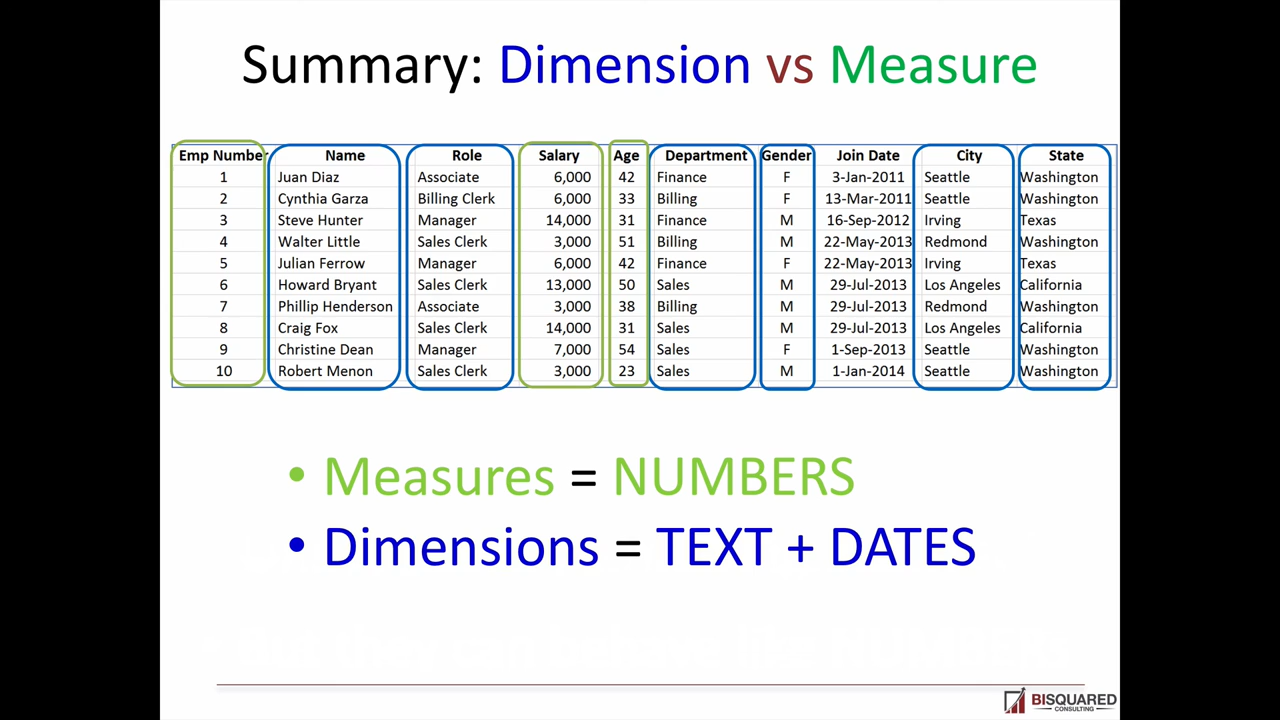 Summary: Dimension vs Measure
Emp Number Name Role Salary Age Department Gender Join Date City State
1 Juan Diaz Associate 6,000 42 Finance F 3-Jan-2011 Seattle Washington
2 Cynthia Garza Billing Clerk 6,000 33 Billing F 13-Mar-2011 Seattle Washington
3 Steve Hunter Manager 14,000 31 Finance M 16-Sep-2012 Irving Texas
4 Walter Little Sales Clerk 3,000 51 Billing M 22-May-2013 Redmond Washington
5 Julian Ferrow Manager 6,000 42 Finance F 22-May-2013 Irving Texas
6 Howard Bryant Sales Clerk 13,000 50 Sales M 29-Jul-2013 Los Angeles California
7 Phillip Henderson Associate 3,000 38 Billing M 29-Jul-2013 Redmond Washington
8 Craig Fox Sales Clerk 14,000 31 Sales M 29-Jul-2013 Los Angeles California
9 Christine Dean Manager 7,000 54 Sales F 1-Sep-2013 Seattle Washington
10 Robert Menon Sales Clerk 3,000 23 Sales M 1-Jan-2014 Seattle Washington
• Measures = NUMBERS
• Dimensions = TEXT + DATES
BISQUARED
CONSULTING